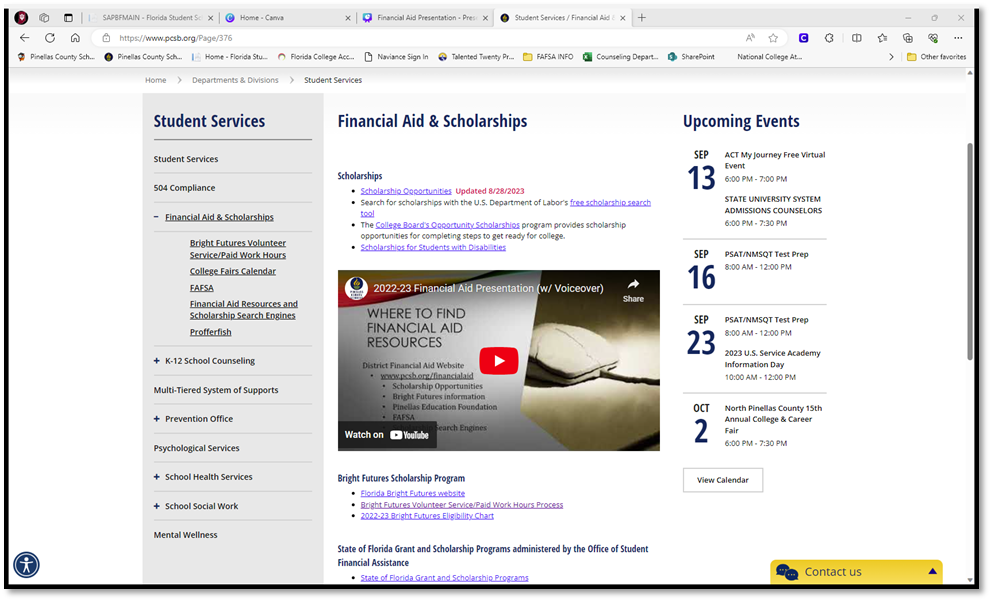 SAPBFMAIN - Florida Student Sc
Home - Canva
Financial Aid Presentation - Pres
Student Services / Financial Aid &
https://www.pcsb.org/Page/376
Pinellas County Sch...
Pinellas County Sch...
Home - Florida Stu...
Florida College Acc...
Naviance Sign In
Talented Twenty Pr...
FAFSA INFO
Counseling Depart...
SharePoint
National College At...
Other favorites
Home > Departments & Divisions > Student Services
Student Services
Student Services
504 Compliance
– Financial Aid & Scholarships
Bright Futures Volunteer
Service/Paid Work Hours
College Fairs Calendar
FAFSA
Financial Aid Resources and
Scholarship Search Engines
Profferfish
+ K-12 School Counseling
Multi-Tiered System of Supports
+ Prevention Office
Psychological Services
+ School Health Services
+ School Social Work
Mental Wellness
Financial Aid & Scholarships
Scholarships
• Scholarship Opportunities Updated 8/28/2023
• Search for scholarships with the U.S. Department of Labor's free scholarship search
tool
• The College Board's Opportunity Scholarships program provides scholarship
opportunities for completing steps to get ready for college.
• Scholarships for Students with Disabilities
2022-23 Financial Aid Presentation (w/ Voiceover)
Share
WHERE TO FIND
FINANCIAL AID
RESOURCES
District Financial Aid Website
• www.pcsb.org/financialaid
• Scholarship Opportunities
• Bright Futures information
• Pinellas Education Foundation
• FAFSA
Search Engines
Watch on YouTube
Bright Futures Scholarship Program
• Florida Bright Futures website
• Bright Futures Volunteer Service/Paid Work Hours Process
• 2022-23 Bright Futures Eligibility Chart
State of Florida Grant and Scholarship Programs administered by the Office of Student
Financial Assistance
• State of Florida Grant and Scholarship Programs
Upcoming Events
SEP
13
ACT My Journey Free Virtual
Event
6:00 PM - 7:00 PM
STATE UNIVERSITY SYSTEM
ADMISSIONS COUNSELORS
6:00 PM - 7:30 PM
SEP
16
PSAT/NMSQT Test Prep
8:00 AM - 12:00 PM
SEP
23
PSAT/NMSQT Test Prep
8:00 AM - 12:00 PM
2023 U.S. Service Academy
Information Day
10:00 AM - 12:00 PM
OCT
2
North Pinellas County 15th
Annual College & Career
Fair
6:00 PM - 7:30 PM
View Calendar
Contact us